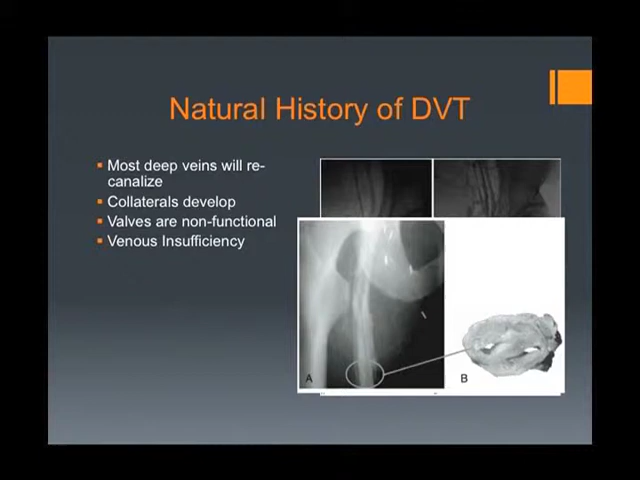 Natural History of DVT
Most deep veins will re-
canalize
Collaterals develop
Valves are non-functional
Venous Insufficiency
A
B